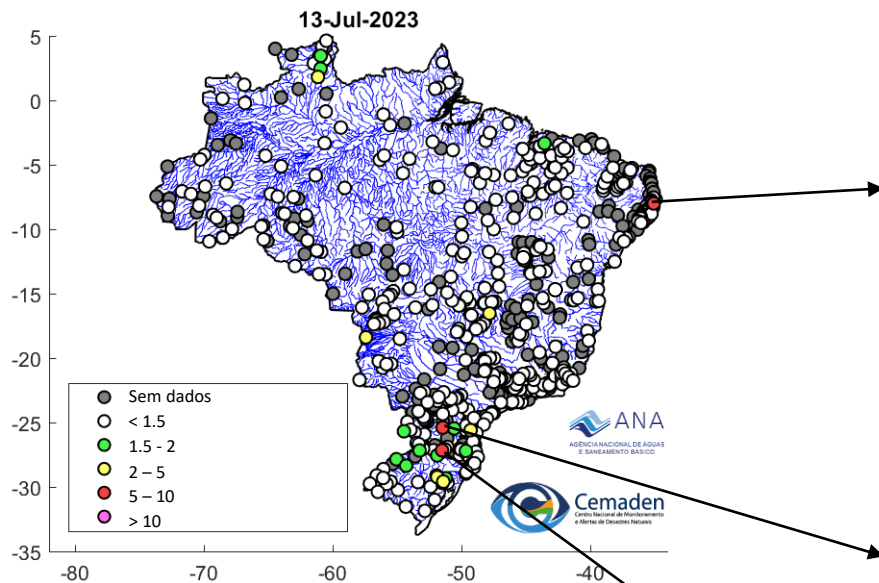 13-Jul-2023
5
0
-5
-10
-15
-20
-25
-30
-35
-80
-70
-60
-50
-40
Sem dados
< 1.5
1.5 - 2
2 – 5
5 – 10
> 10
ANA
AGÊNCIA NACIONAL DE ÁGUAS
E SANEAMENTO BÁSICO
Cemaden
Centro Nacional de Monitoramento
e Alertas de Desastres Naturais